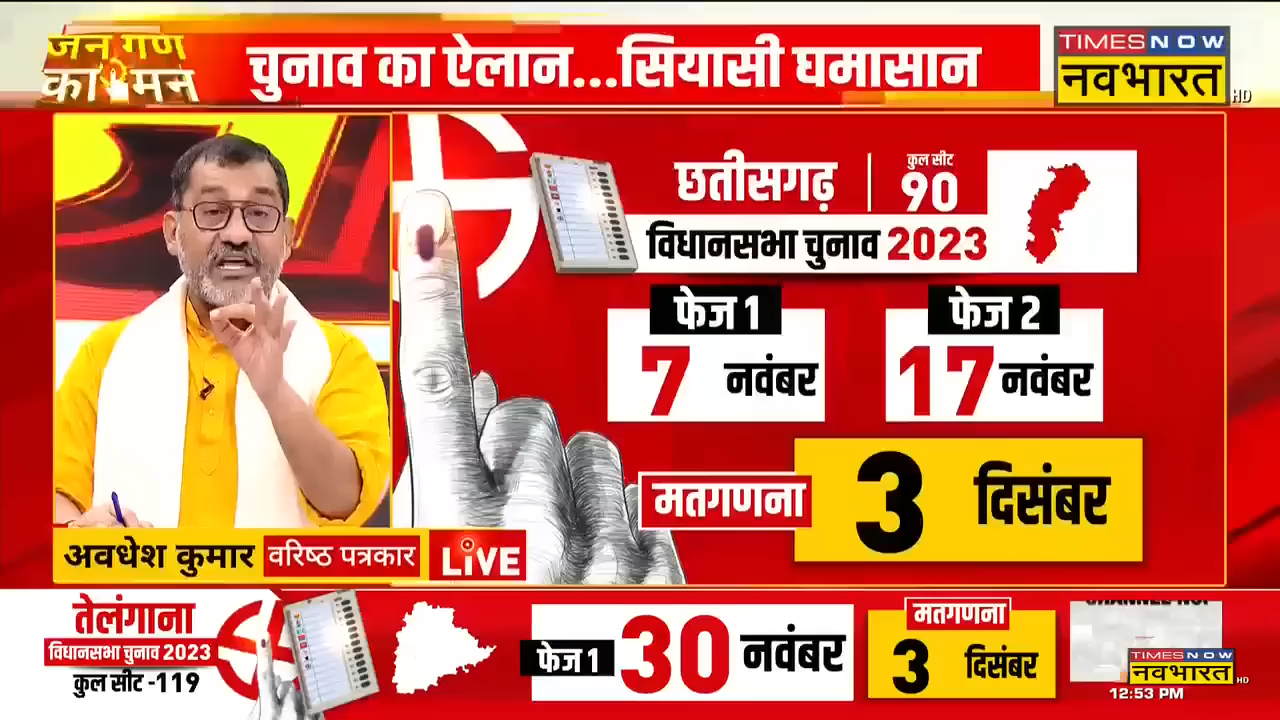 जन गण
का मन
चुनाव का ऐलान...सियासी घमासान
TIMES NOW
नवभारत
HD
छतीसगढ़
कुल सीट
90
विधानसभा चुनाव 2023
फेज 1
7 नवंबर
फेज 2
17 नवंबर
मतगणना
3 दिसंबर
अवधेश कुमार
वरिष्ठ पत्रकार
LIVE
तेलंगाना
विधानसभा चुनाव 2023
कुल सीट -119
फेज 1
30 नवंबर
मतगणना
3 दिसंबर
TIMES NOW
नवभारत
HD
12:53 PM